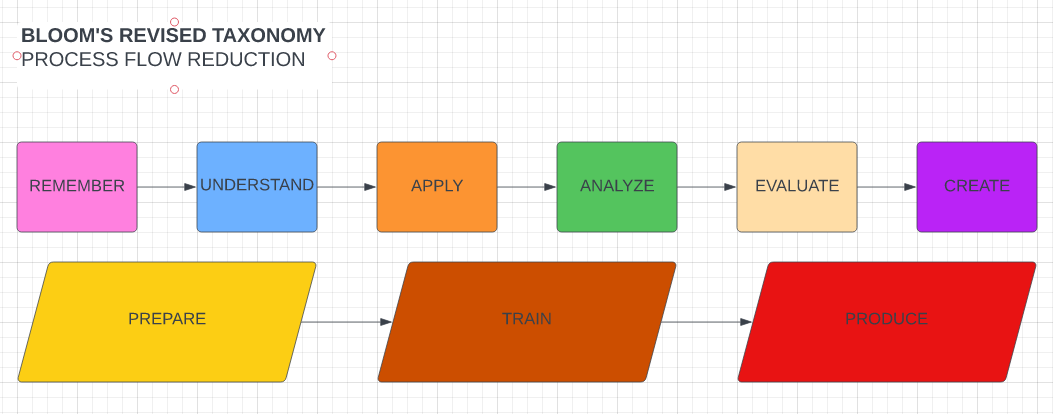 BLOOM'S REVISED TAXONOMY
PROCESS FLOW REDUCTION
REMEMBER
UNDERSTAND
APPLY
ANALYZE
EVALUATE
CREATE
PREPARE
TRAIN
PRODUCE